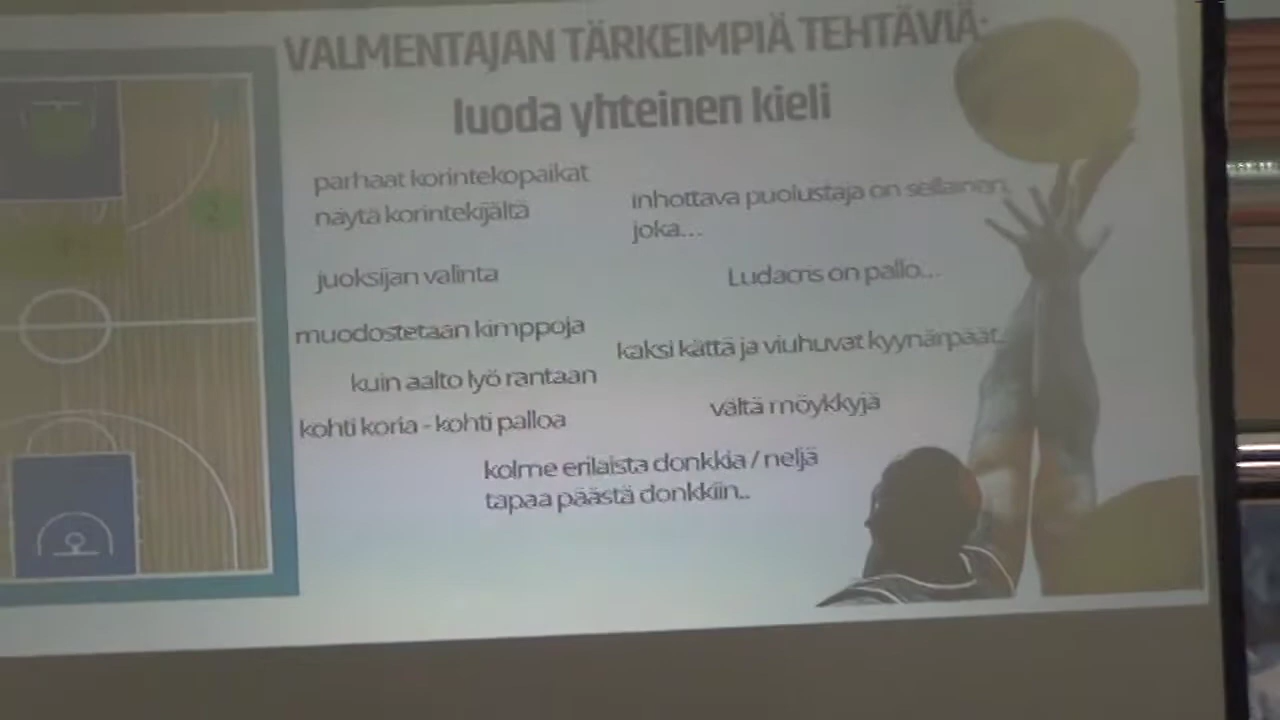 VALMENTAJAN TÄRKEIMPIÄ TEHTÄVIÄ:
luoda yhteinen kieli
parhaat korintekopaikat
näytä korintekijältä
inhottava puolustaja on sellainen,
joka...
juoksijan valinta
Ludacris on pallo...
muodostetaan kimppoja
kaksi kättä ja viuhuvat kyynärpäät..
kuin aalto lyö rantaan
vältä möykkyjä
kohti koria - kohti palloa
kolme erilaista donkkia / neljä
tapaa päästä donkkiin..
2